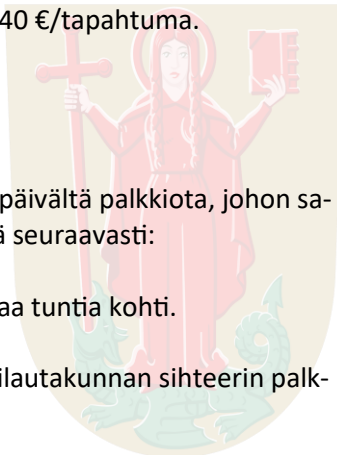 40 €/tapahtuma.
päivältä palkkiota, johon sa-
ä seuraavasti:
aa tuntia kohti.
ilautakunnan sihteerin palk-